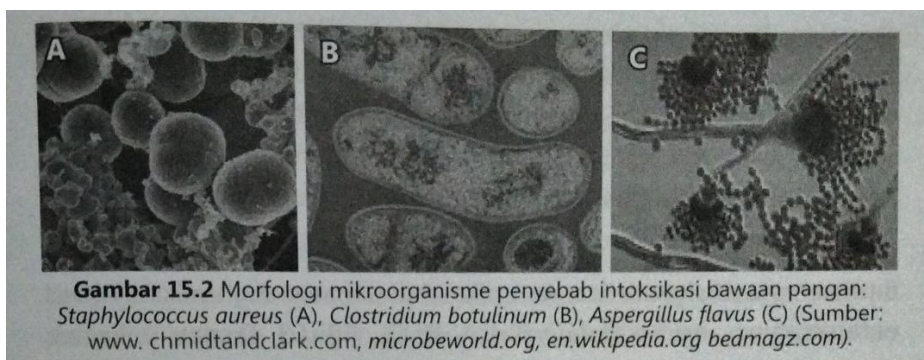 A B C
Gambar 15.2 Morfologi mikroorganisme penyebab intoksikasi bawaan pangan:
Staphylococcus aureus (A), Clostridium botulinum (B), Aspergillus flavus (C) (Sumber:
www. chmidtandclark.com, microbeworld.org, en.wikipedia.org bedmagz.com).